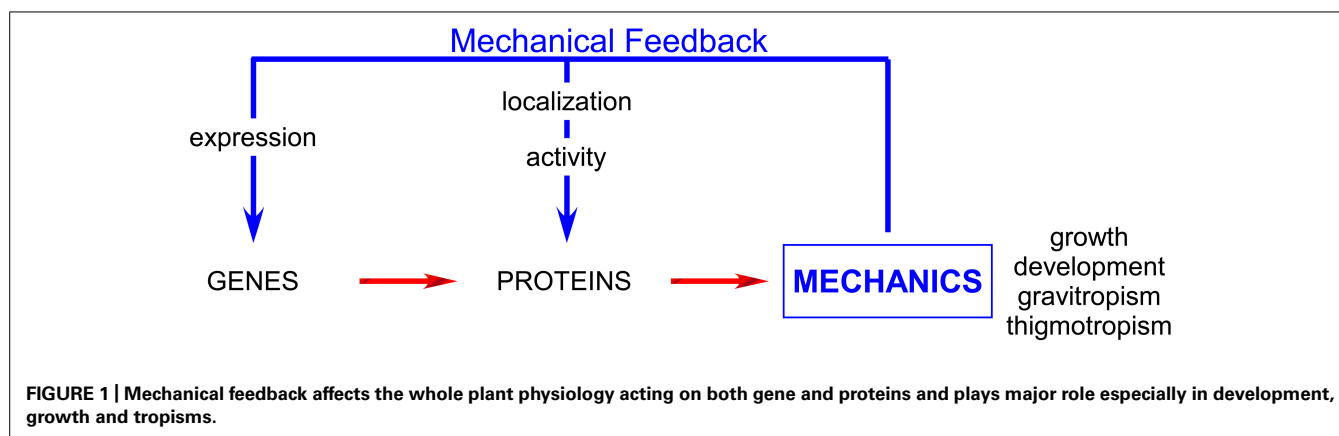 Mechanical Feedback
localization
expression
activity
GENES
PROTEINS
MECHANICS
growth
development
gravitropism
thigmotropism
FIGURE 1 | Mechanical feedback affects the whole plant physiology acting on both gene and proteins and plays major role especially in development,
growth and tropisms.